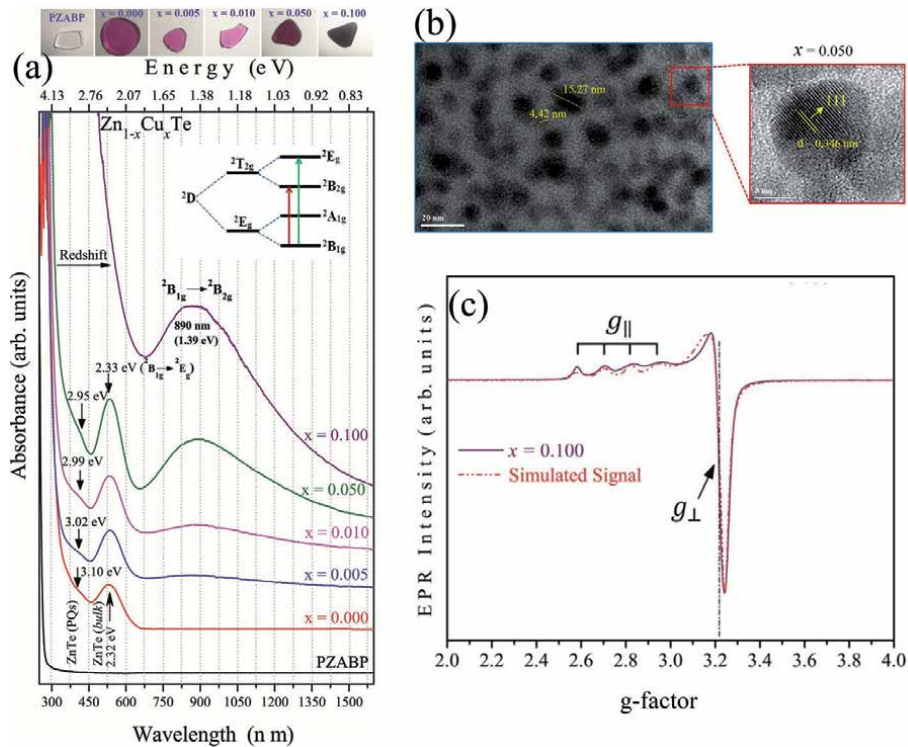 PZABP
x = 0.000
x = 0.005
x = 0.010
x = 0.050
x = 0.100
(a)
Energy (eV)
4.13 2.76 2.07 1.65 1.38 1.18 1.03 0.92 0.83
Zn1-xCuxTe
²D
²T2g
²Eg
²Eg
²B2g
²A1g
²B1g
Redshift
²B1g → ²B2g
890 nm
(1.39 eV)
2.33 eV (²B1g → ²Eg)
2.95 eV
2.99 eV
3.02 eV
3.10 eV
x = 0.100
x = 0.050
x = 0.010
x = 0.005
x = 0.000
ZnTe (PQs)
ZnTe (bulk)
2.32 eV
PZABP
Absorbance (arb. units)
300 450 600 750 900 1050 1200 1350 1500
Wavelength (n m)
(b)
15,27 nm
4,42 nm
20 nm
x = 0.050
111
d = 0,346 nm
5 nm
(c)
g∥
x = 0.100
Simulated Signal
g⊥
EPR Intensity (arb. units)
2.0 2.2 2.4 2.6 2.8 3.0 3.2 3.4 3.6 3.8 4.0
g-factor